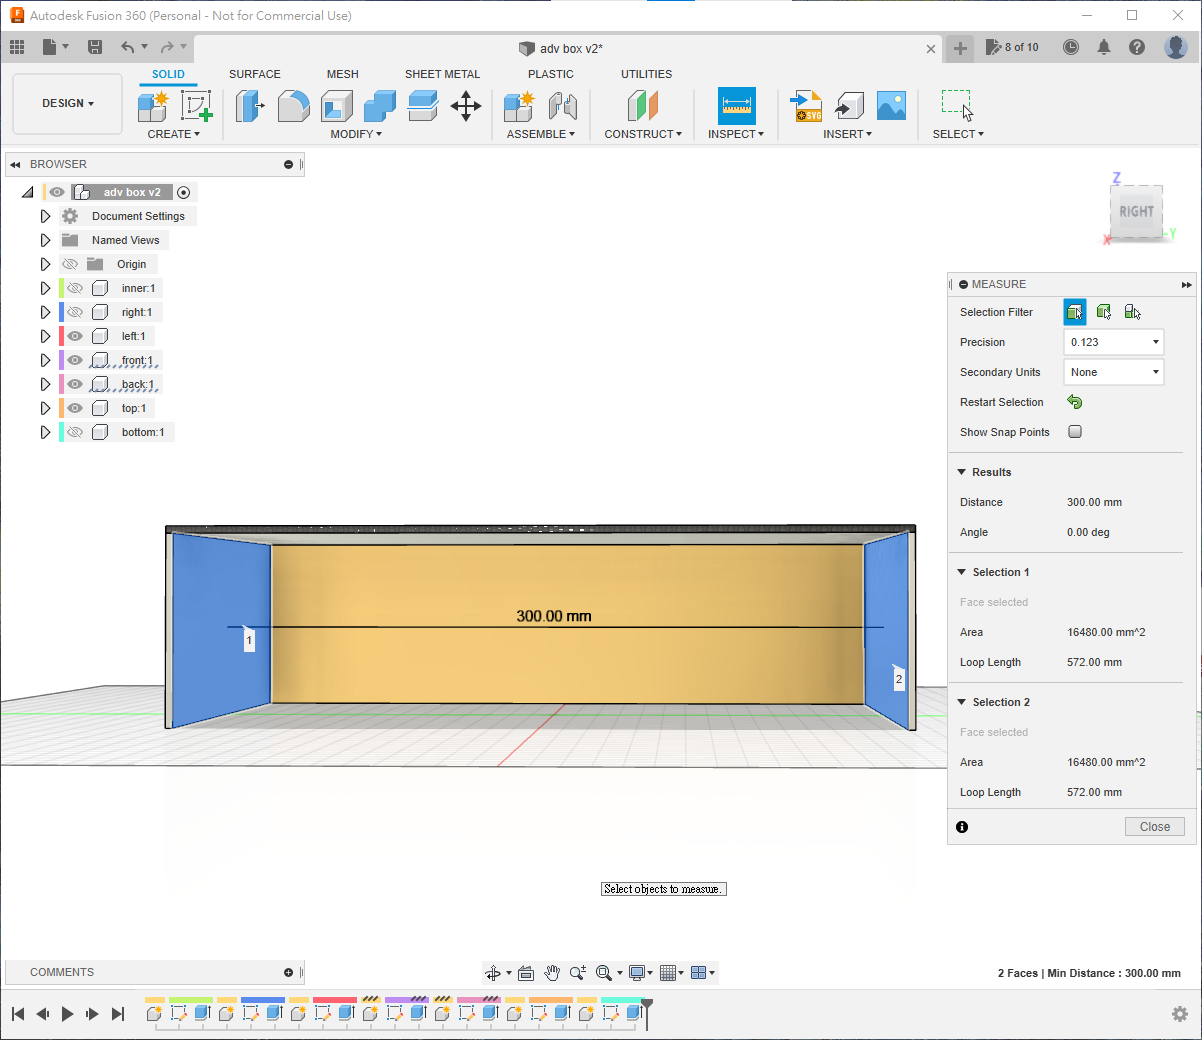 Autodesk Fusion 360 (Personal - Not for Commercial Use)
adv box v2*
8 of 10
DESIGN
SOLID SURFACE MESH SHEET METAL PLASTIC UTILITIES
SVG
CREATE MODIFY ASSEMBLE CONSTRUCT INSPECT INSERT SELECT
BROWSER
adv box v2
Document Settings
Named Views
Origin
inner:1
right:1
left:1
front:1
back:1
top:1
bottom:1
Z
RIGHT
X
-Y
MEASURE
Selection Filter
Precision 0.123
Secondary Units None
Restart Selection
Show Snap Points
Results
Distance 300.00 mm
Angle 0.00 deg
Selection 1
Face selected
Area 16480.00 mm^2
Loop Length 572.00 mm
Selection 2
Face selected
Area 16480.00 mm^2
Loop Length 572.00 mm
Close
300.00 mm
1
2
Select objects to measure.
COMMENTS
2 Faces | Min Distance : 300.00 mm